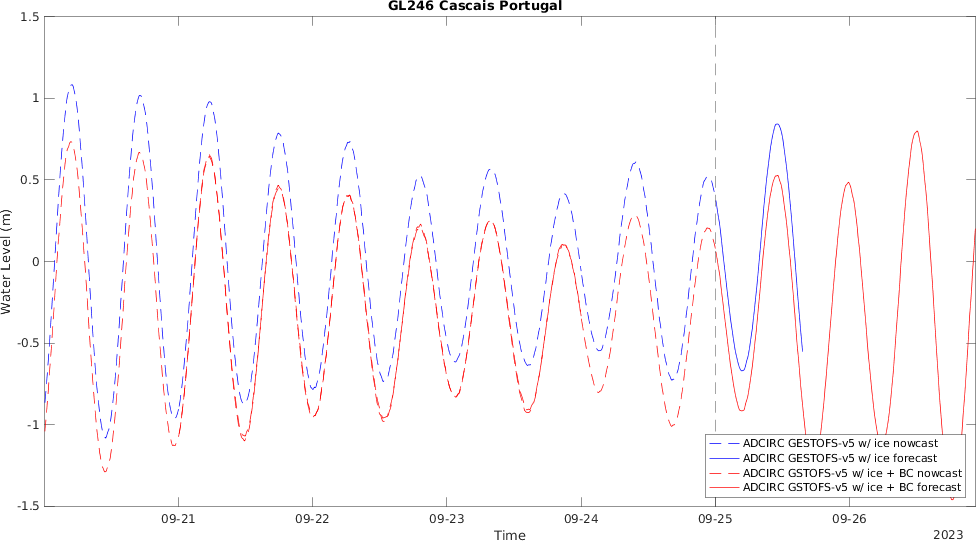 GL246 Cascais Portugal
1.5
1
0.5
0
-0.5
-1
-1.5
Water Level (m)
ADCIRC GESTOFS-v5 w/ ice nowcast
ADCIRC GESTOFS-v5 w/ ice forecast
ADCIRC GSTOFS-v5 w/ ice + BC nowcast
ADCIRC GSTOFS-v5 w/ ice + BC forecast
09-21 09-22 09-23 09-24 09-25 09-26
Time
2023